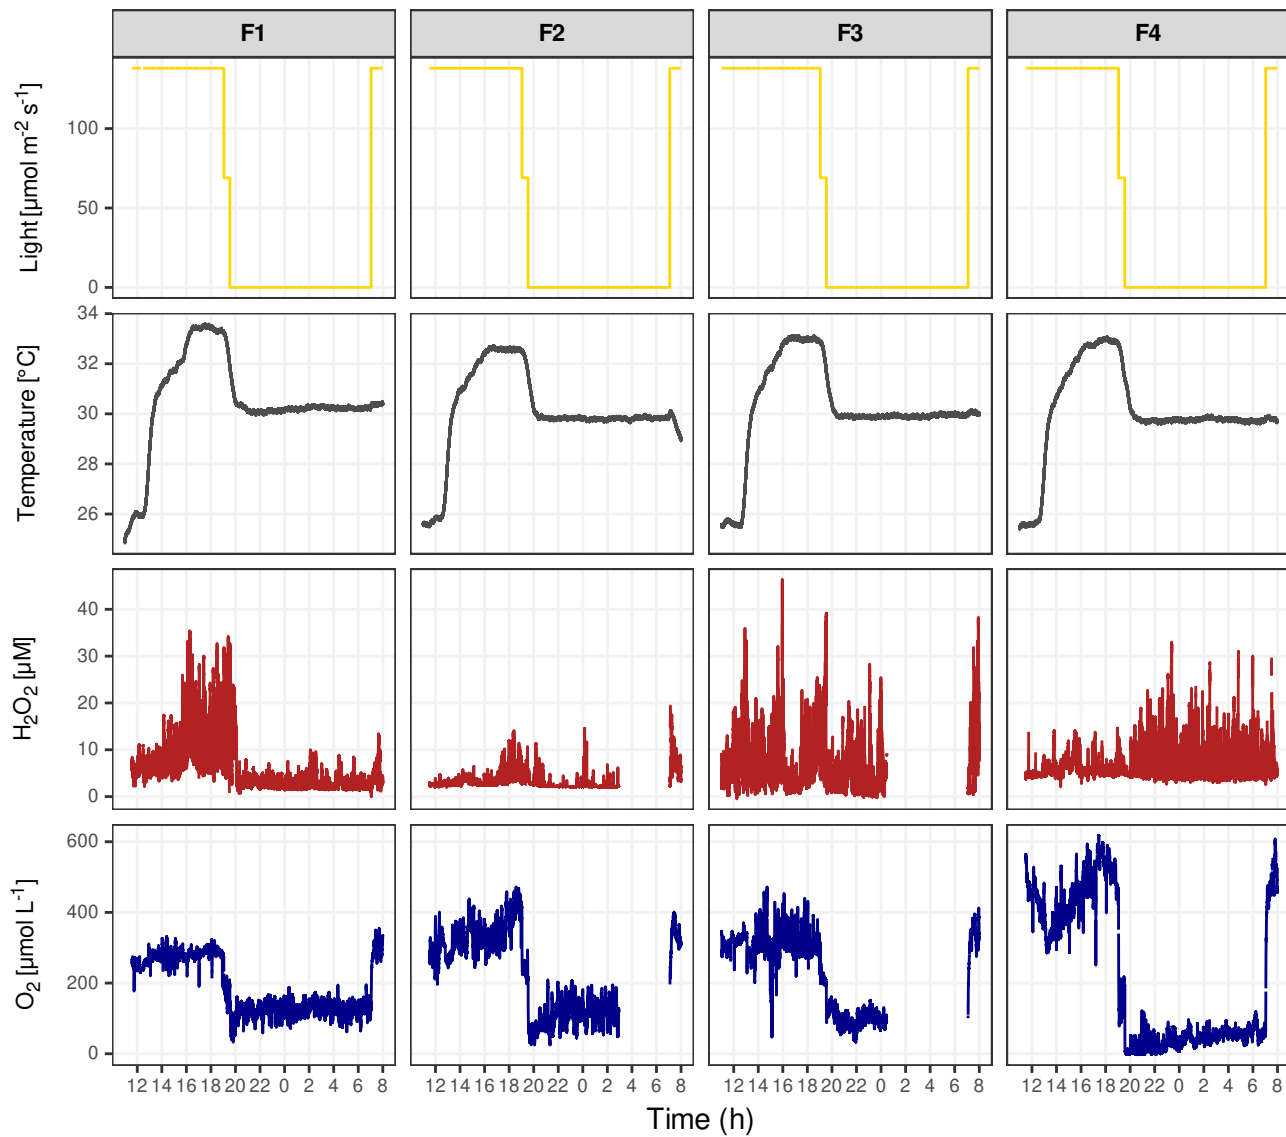 F1 F2 F3 F4
Light [µmol m⁻² s⁻¹]
100
50
0
Temperature [°C]
34
32
30
28
26
H₂O₂ [µM]
40
30
20
10
0
O₂ [µmol L⁻¹]
600
400
200
0
12 14 16 18 20 22 0 2 4 6 8 12 14 16 18 20 22 0 2 4 6 8 12 14 16 18 20 22 0 2 4 6 8 12 14 16 18 20 22 0 2 4 6 8
Time (h)